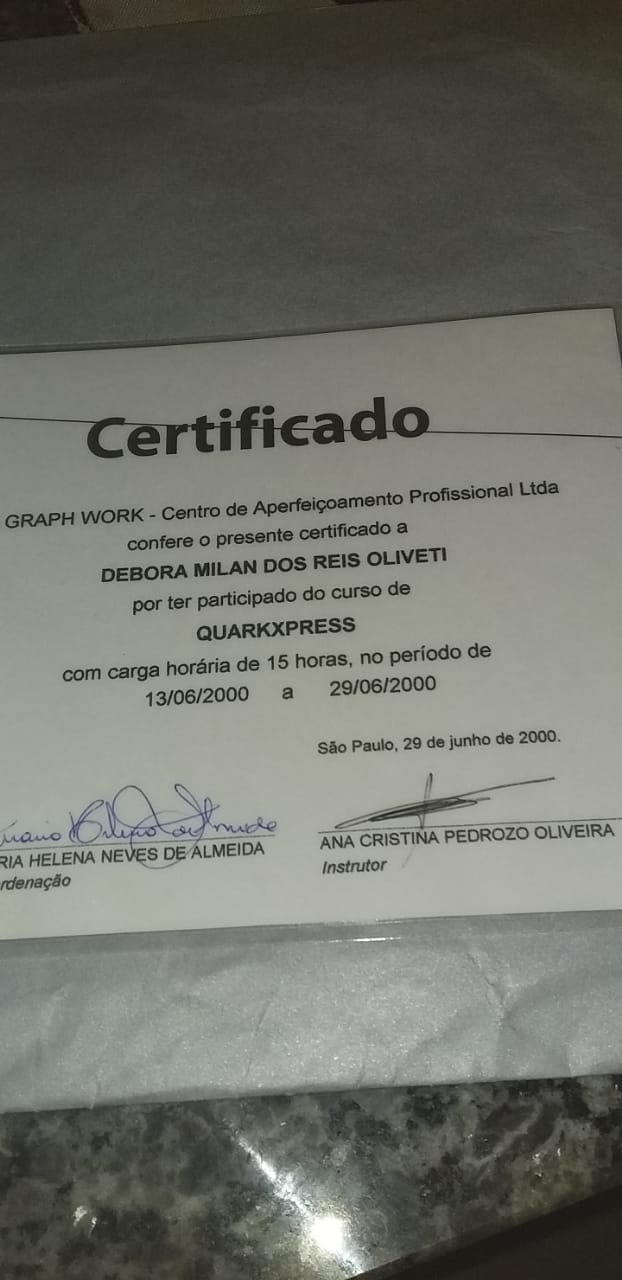 Certificado
GRAPH WORK - Centro de Aperfeiçoamento Profissional Ltda
confere o presente certificado a
DEBORA MILAN DOS REIS OLIVETI
por ter participado do curso de
QUARKXPRESS
com carga horária de 15 horas, no período de
13/06/2000 a 29/06/2000
São Paulo, 29 de junho de 2000.
RIA HELENA NEVES DE ALMEIDA
rdenação
ANA CRISTINA PEDROZO OLIVEIRA
Instrutor